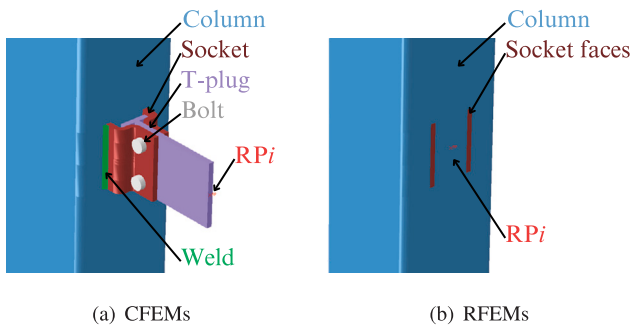 Column
Socket
T-plug
Bolt
RPi
Weld
(a) CFEMs
Column
Socket faces
RPi
(b) RFEMs